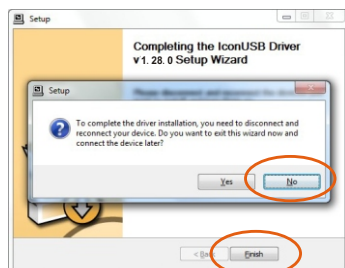 Setup
Completing the IconUSB Driver
v1.28.0 Setup Wizard
Setup
To complete the driver installation, you need to disconnect and
reconnect your device. Do you want to exit this wizard now and
connect the device later?
Yes
No
< Back
Finish